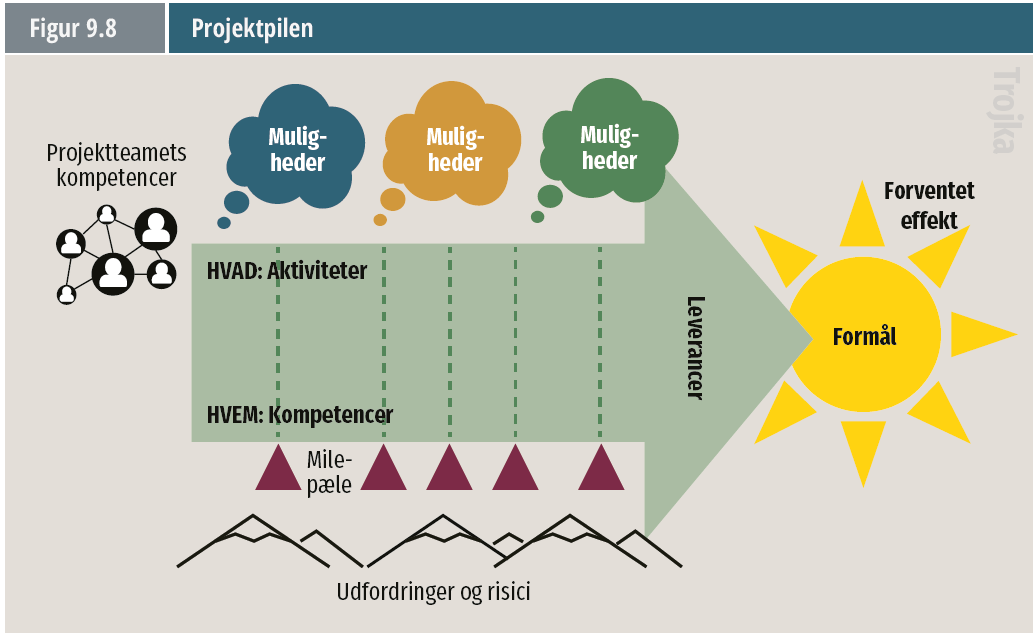 Figur 9.8
Projektpilen
Trojka
Projektteamets
kompetencer
Mulig-
heder
Mulig-
heder
Mulig-
heder
Forventet
effekt
HVAD: Aktiviteter
Leverancer
Formål
HVEM: Kompetencer
Mile-
pæle
Udfordringer og risici